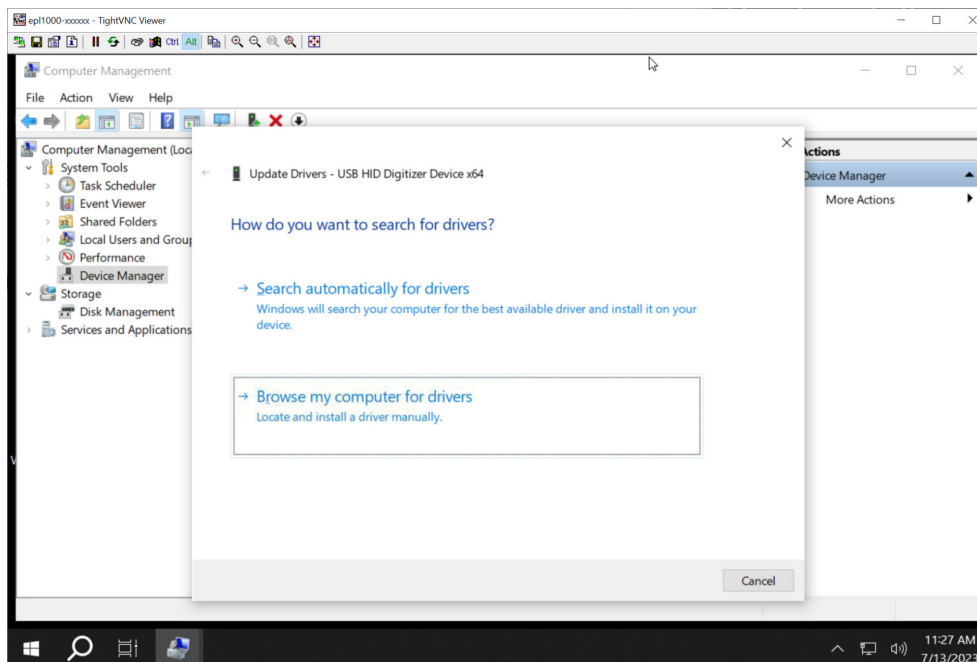 epl1000-xxxxxx - TightVNC Viewer
Ctrl Alt
Computer Management
File Action View Help
Computer Management (Loca
System Tools
Task Scheduler
Event Viewer
Shared Folders
Local Users and Group
Performance
Device Manager
Storage
Disk Management
Services and Applications
Update Drivers - USB HID Digitizer Device x64
How do you want to search for drivers?
Search automatically for drivers
Windows will search your computer for the best available driver and install it on your
device.
Browse my computer for drivers
Locate and install a driver manually.
Cancel
Actions
Device Manager
More Actions
11:27 AM
7/13/2023